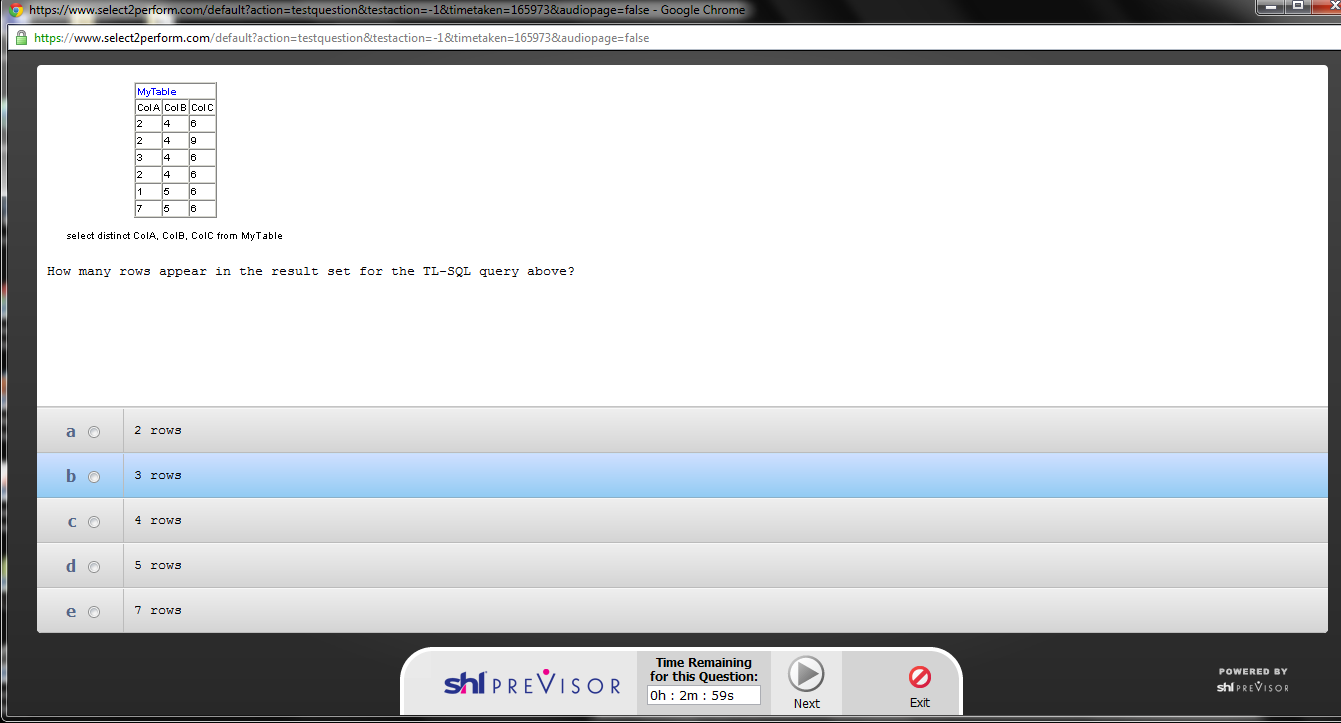 https://www.select2perform.com/default?action=testquestion&testaction=-1&timetaken=165973&audiopage=false - Google Chrome
https://www.select2perform.com/default?action=testquestion&testaction=-1&timetaken=165973&audiopage=false
MyTable
ColA ColB ColC
2 4 6
2 4 9
3 4 6
2 4 6
1 5 6
7 5 6
select distinct ColA, ColB, ColC from MyTable
How many rows appear in the result set for the TL-SQL query above?
a 2 rows
b 3 rows
c 4 rows
d 5 rows
e 7 rows
shl PREVISOR
Time Remaining
for this Question:
0h : 2m : 59s
Next
Exit
POWERED BY
shl PREVISOR